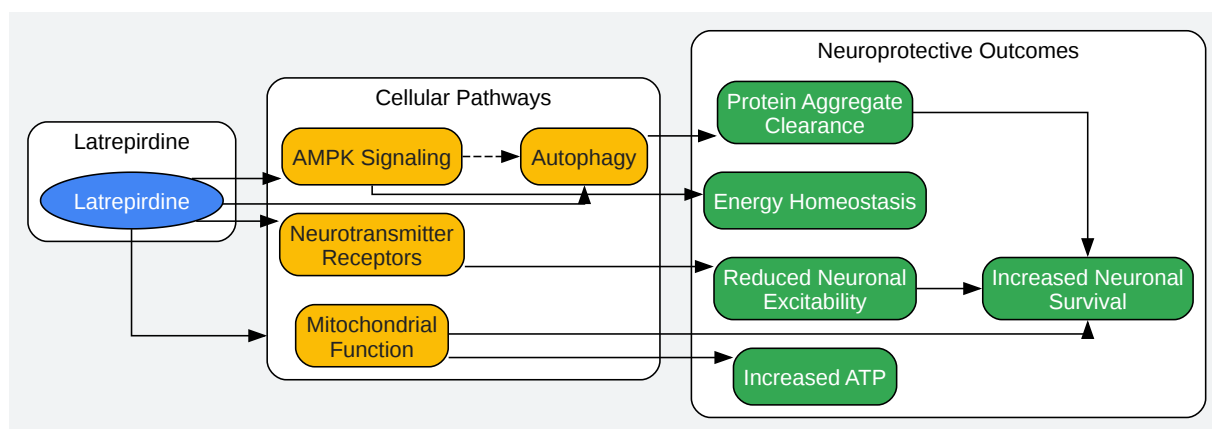 Latrepirdine
Latrepirdine
Cellular Pathways
AMPK Signaling
Autophagy
Neurotransmitter
Receptors
Mitochondrial
Function
Neuroprotective Outcomes
Protein Aggregate
Clearance
Energy Homeostasis
Reduced Neuronal
Excitability
Increased Neuronal
Survival
Increased ATP